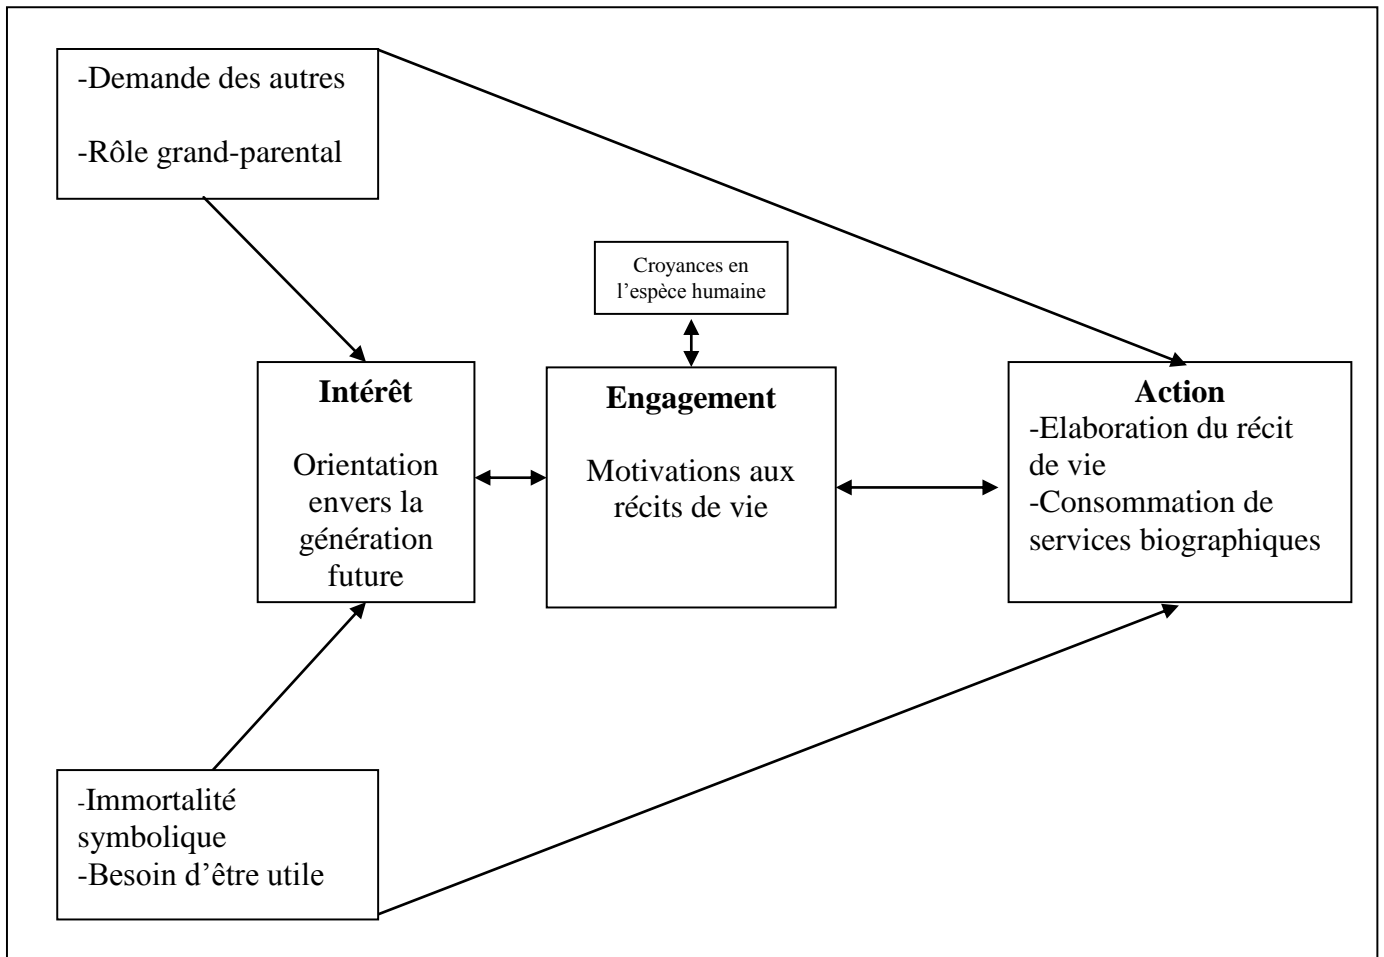 -Demande des autres
-Rôle grand-parental
Croyances en
l’espèce humaine
Intérêt
Orientation
envers la
génération
future
Engagement
Motivations aux
récits de vie
Action
-Elaboration du récit
de vie
-Consommation de
services biographiques
-Immortalité
symbolique
-Besoin d’être utile